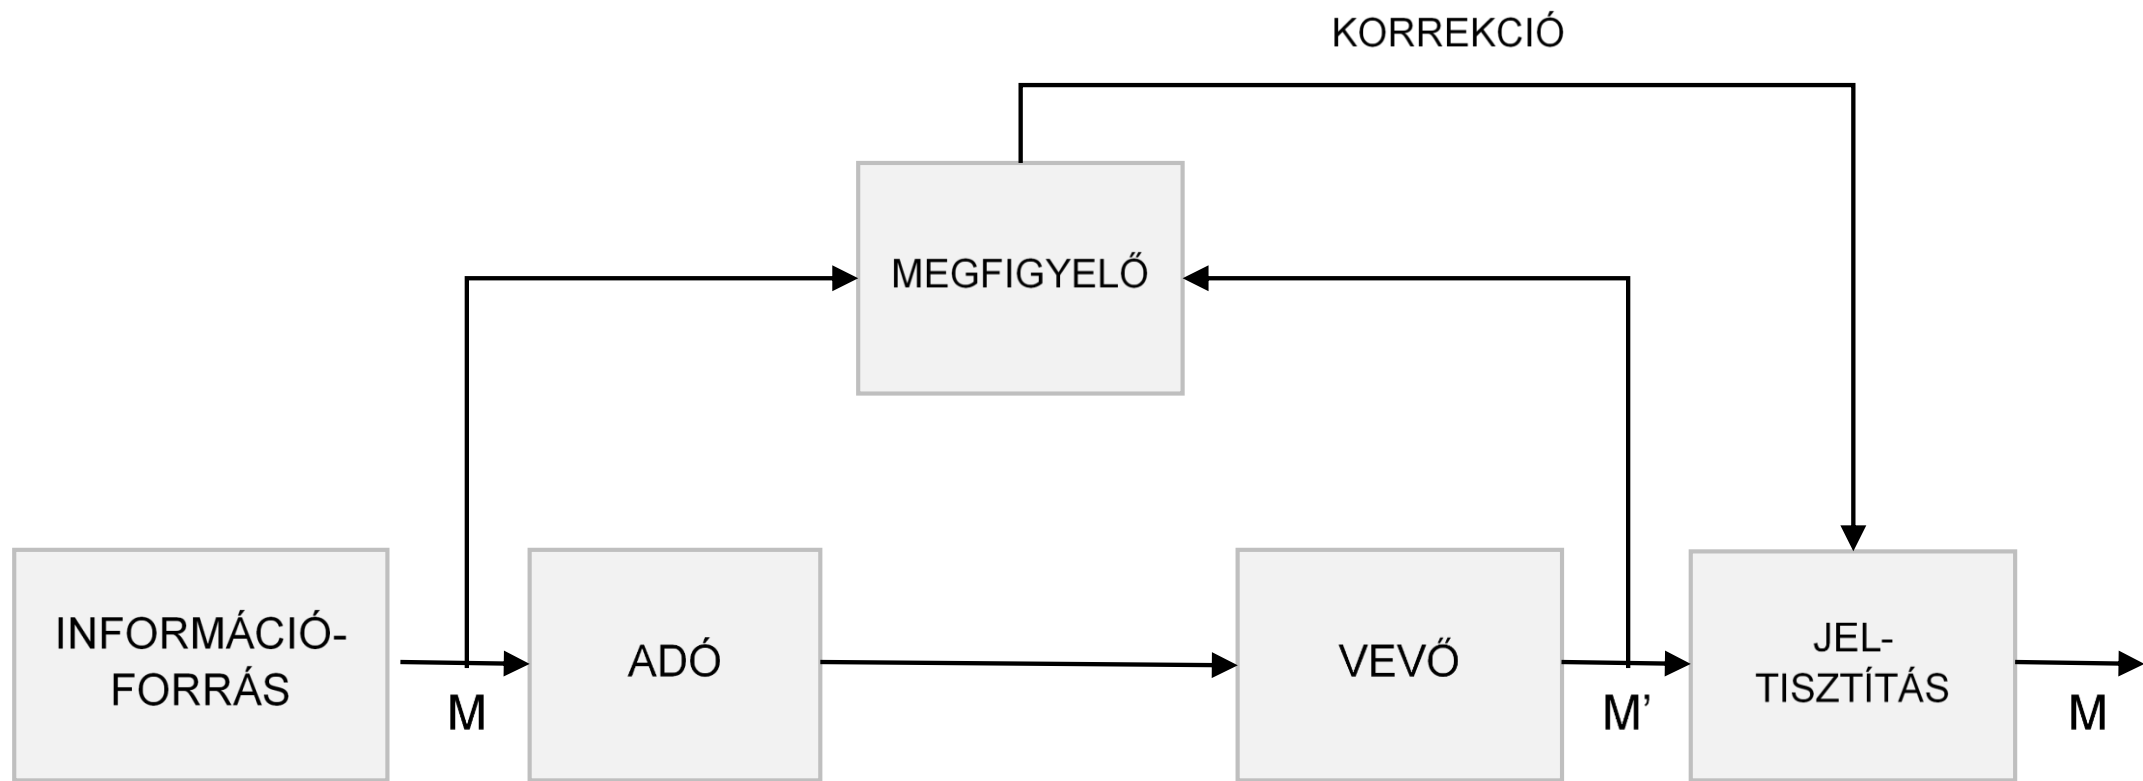 KORREKCIÓ
MEGFIGYELŐ
INFORMÁCIÓ-
FORRÁS
M
ADÓ
VEVŐ
M’
JEL-
TISZTÍTÁS
M